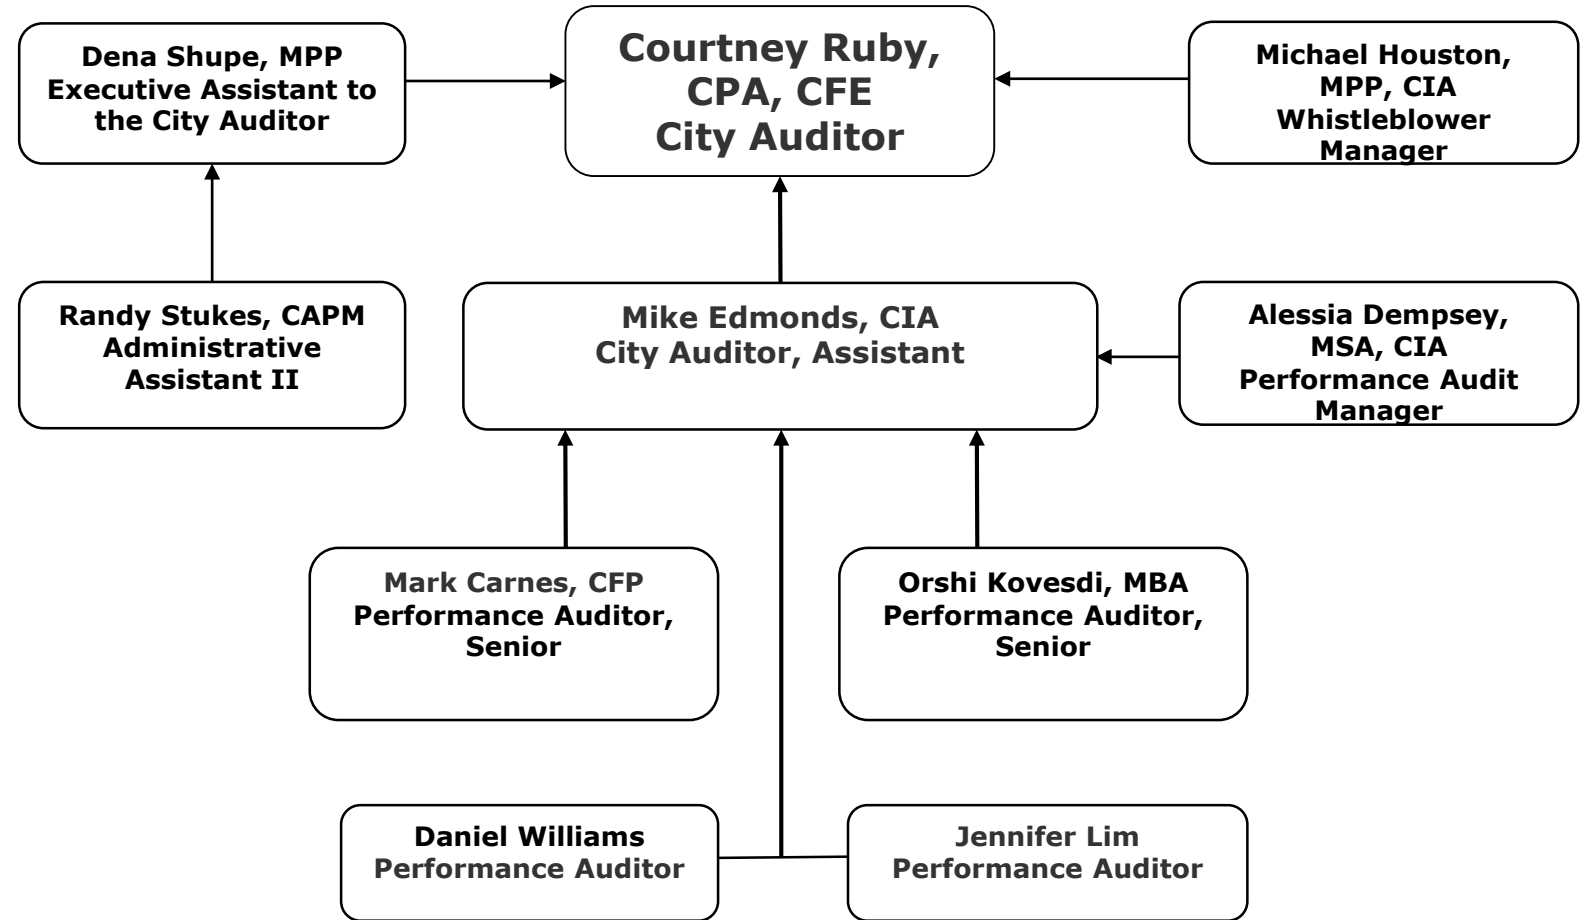 Dena Shupe, MPP
Executive Assistant to
the City Auditor
Courtney Ruby,
CPA, CFE
City Auditor
Michael Houston,
MPP, CIA
Whistleblower
Manager
Randy Stukes, CAPM
Administrative
Assistant II
Mike Edmonds, CIA
City Auditor, Assistant
Alessia Dempsey,
MSA, CIA
Performance Audit
Manager
Mark Carnes, CFP
Performance Auditor,
Senior
Orshi Kovesdi, MBA
Performance Auditor,
Senior
Daniel Williams
Performance Auditor
Jennifer Lim
Performance Auditor